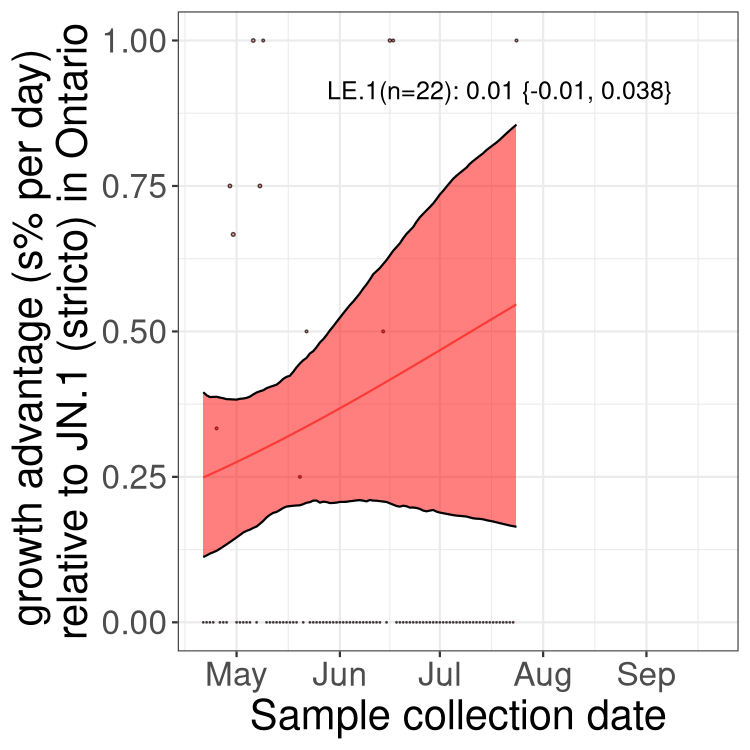 growth advantage (s% per day)
relative to JN.1 (stricto) in Ontario
1.00
0.75
0.50
0.25
0.00
LE.1(n=22): 0.01 {-0.01, 0.038}
May Jun Jul Aug Sep
Sample collection date